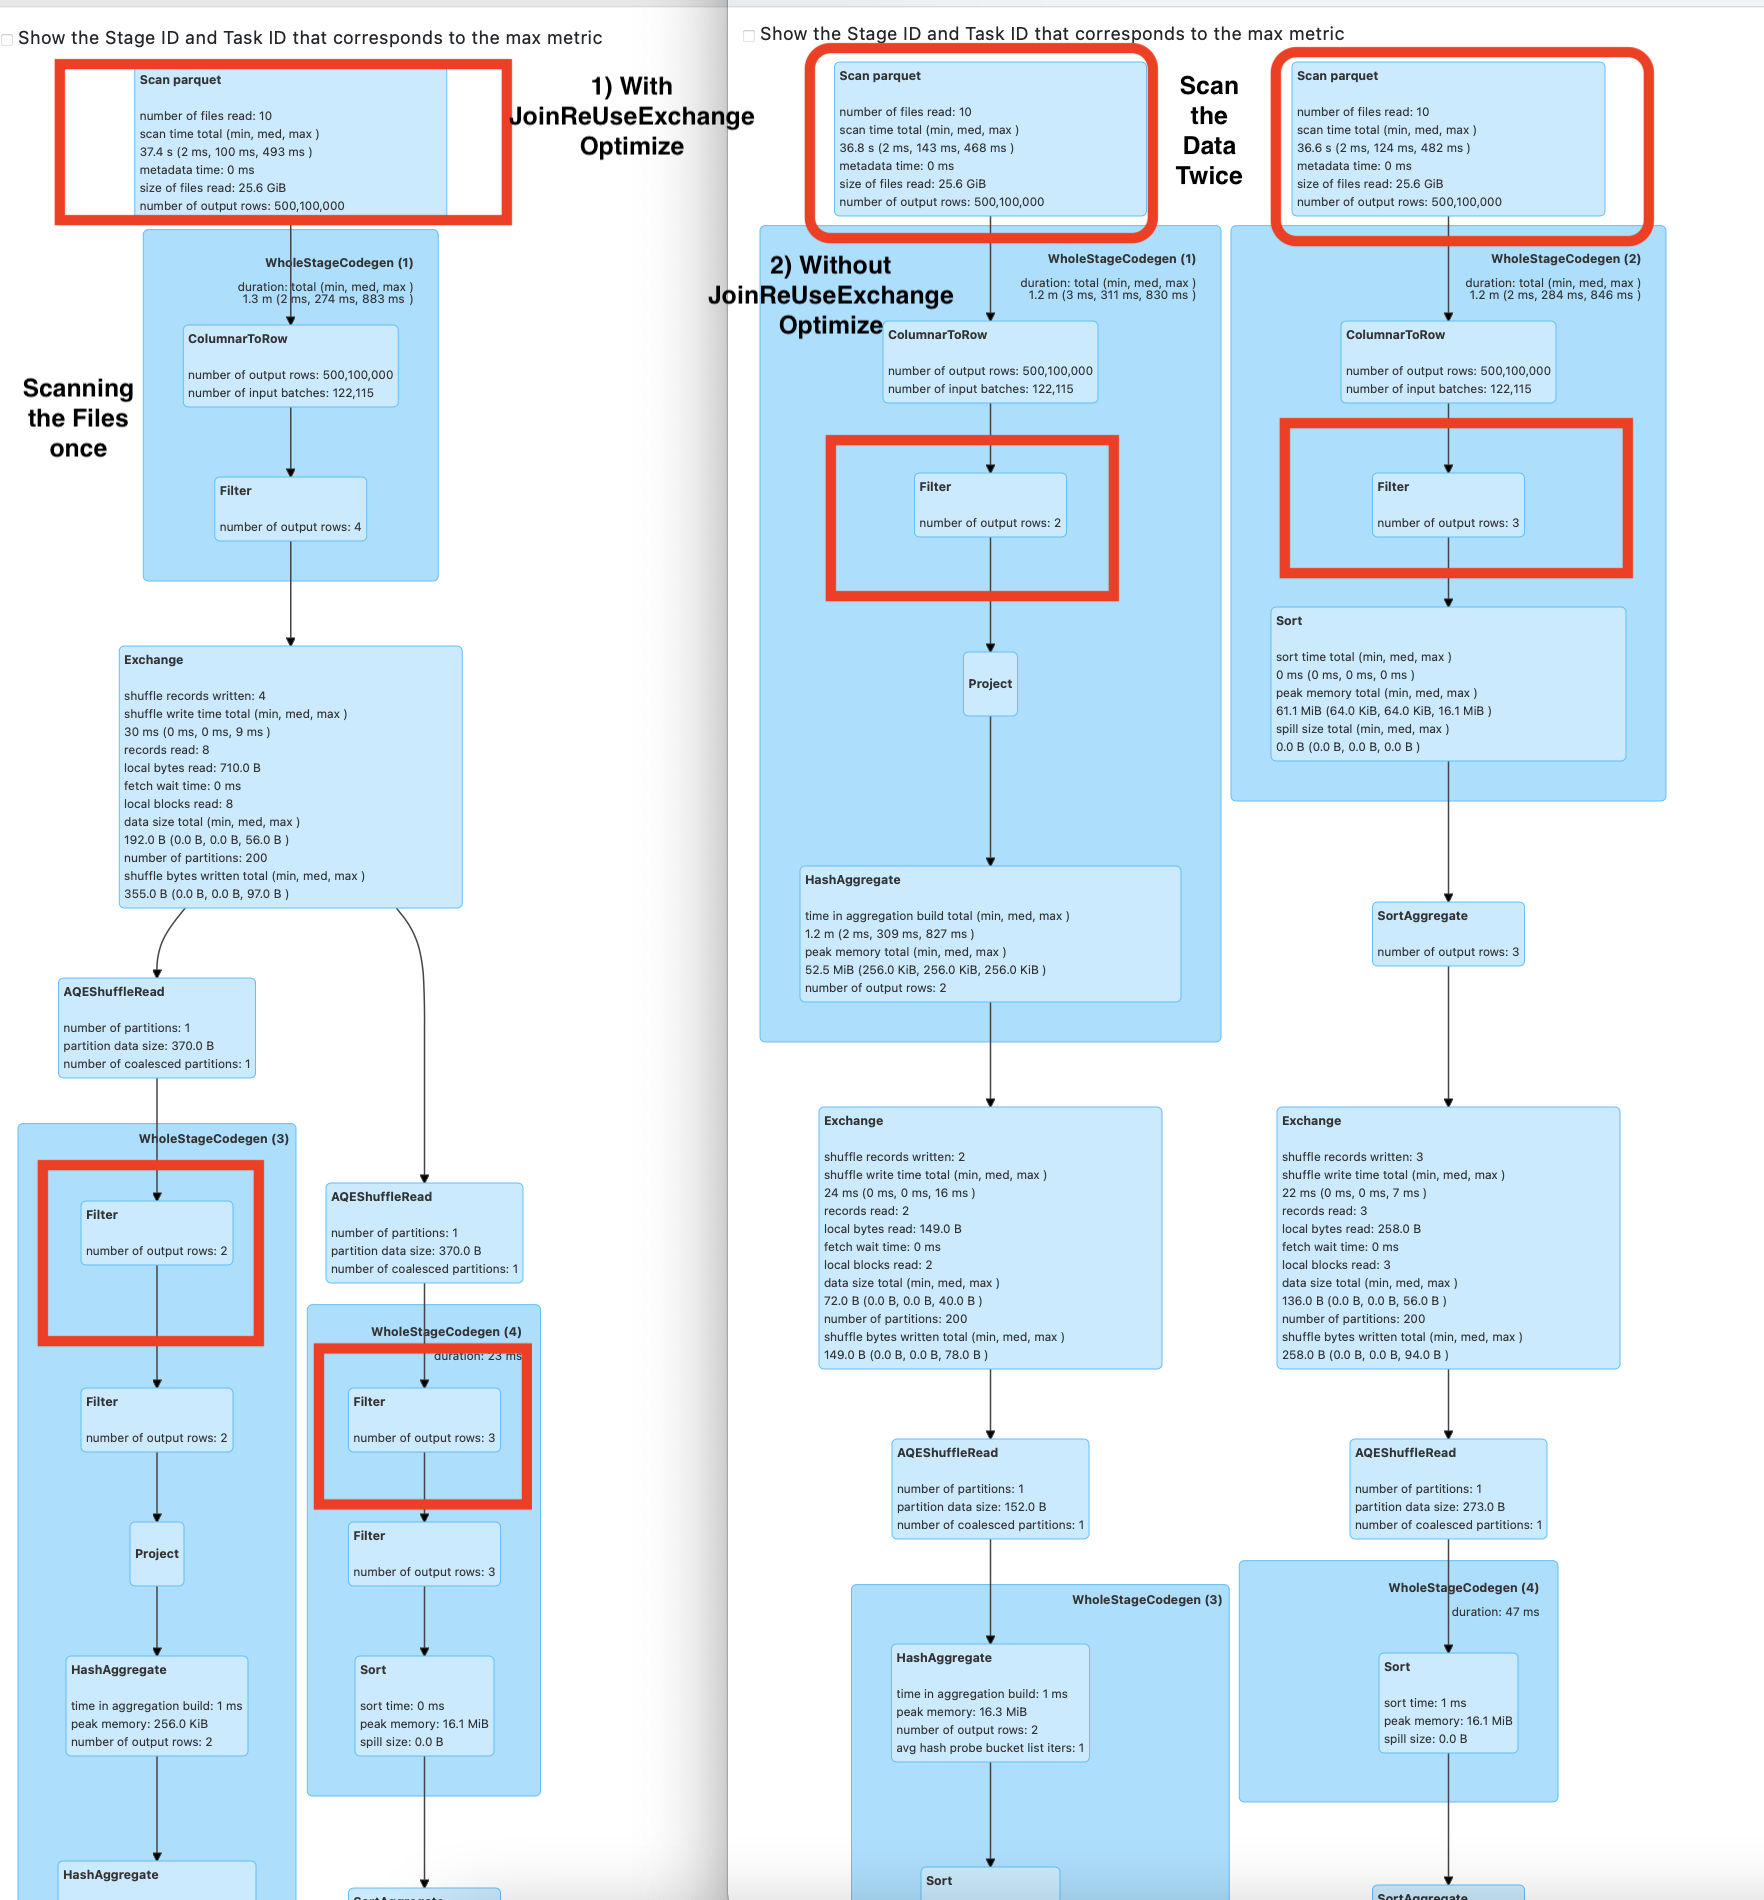 Show the Stage ID and Task ID that corresponds to the max metric
Scan parquet
number of files read: 10
scan time total (min, med, max )
37.4 s (2 ms, 100 ms, 493 ms )
metadata time: 0 ms
size of files read: 25.6 GiB
number of output rows: 500,100,000
1) With
JoinReUseExchange
Optimize
WholeStageCodegen (1)
duration: total (min, med, max )
1.3 m (2 ms, 274 ms, 883 ms )
ColumnarToRow
number of output rows: 500,100,000
number of input batches: 122,115
Scanning
the Files
once
Filter
number of output rows: 4
Exchange
shuffle records written: 4
shuffle write time total (min, med, max )
30 ms (0 ms, 0 ms, 9 ms )
records read: 8
local bytes read: 710.0 B
fetch wait time: 0 ms
local blocks read: 8
data size total (min, med, max )
192.0 B (0.0 B, 0.0 B, 56.0 B )
number of partitions: 200
shuffle bytes written total (min, med, max )
355.0 B (0.0 B, 0.0 B, 97.0 B )
AQEShuffleRead
number of partitions: 1
partition data size: 370.0 B
number of coalesced partitions: 1
WholeStageCodegen (3)
Filter
number of output rows: 2
Filter
number of output rows: 2
Project
HashAggregate
time in aggregation build: 1 ms
peak memory: 256.0 KiB
number of output rows: 2
HashAggregate
AQEShuffleRead
number of partitions: 1
partition data size: 370.0 B
number of coalesced partitions: 1
WholeStageCodegen (4)
duration: 23 ms
Filter
number of output rows: 3
Filter
number of output rows: 3
Sort
sort time: 0 ms
peak memory: 16.1 MiB
spill size: 0.0 B
SortAggregate
Show the Stage ID and Task ID that corresponds to the max metric
Scan parquet
number of files read: 10
scan time total (min, med, max )
36.8 s (2 ms, 143 ms, 468 ms )
metadata time: 0 ms
size of files read: 25.6 GiB
number of output rows: 500,100,000
Scan
the
Data
Twice
2) Without
JoinReUseExchange
Optimize
WholeStageCodegen (1)
duration: total (min, med, max )
1.2 m (3 ms, 311 ms, 830 ms )
ColumnarToRow
number of output rows: 500,100,000
number of input batches: 122,115
Filter
number of output rows: 2
Project
HashAggregate
time in aggregation build total (min, med, max )
1.2 m (2 ms, 309 ms, 827 ms )
peak memory total (min, med, max )
52.5 MiB (256.0 KiB, 256.0 KiB, 256.0 KiB )
number of output rows: 2
Exchange
shuffle records written: 2
shuffle write time total (min, med, max )
24 ms (0 ms, 0 ms, 16 ms )
records read: 2
local bytes read: 149.0 B
fetch wait time: 0 ms
local blocks read: 2
data size total (min, med, max )
72.0 B (0.0 B, 0.0 B, 40.0 B )
number of partitions: 200
shuffle bytes written total (min, med, max )
149.0 B (0.0 B, 0.0 B, 78.0 B )
AQEShuffleRead
number of partitions: 1
partition data size: 152.0 B
number of coalesced partitions: 1
WholeStageCodegen (3)
HashAggregate
time in aggregation build: 1 ms
peak memory: 16.3 MiB
number of output rows: 2
avg hash probe bucket list iters: 1
Sort
Scan parquet
number of files read: 10
scan time total (min, med, max )
36.6 s (2 ms, 124 ms, 482 ms )
metadata time: 0 ms
size of files read: 25.6 GiB
number of output rows: 500,100,000
WholeStageCodegen (2)
duration: total (min, med, max )
1.2 m (2 ms, 284 ms, 846 ms )
ColumnarToRow
number of output rows: 500,100,000
number of input batches: 122,115
Filter
number of output rows: 3
Sort
sort time total (min, med, max )
0 ms (0 ms, 0 ms, 0 ms )
peak memory total (min, med, max )
61.1 MiB (64.0 KiB, 64.0 KiB, 16.1 MiB )
spill size total (min, med, max )
0.0 B (0.0 B, 0.0 B, 0.0 B )
SortAggregate
number of output rows: 3
Exchange
shuffle records written: 3
shuffle write time total (min, med, max )
22 ms (0 ms, 0 ms, 7 ms )
records read: 3
local bytes read: 258.0 B
fetch wait time: 0 ms
local blocks read: 3
data size total (min, med, max )
136.0 B (0.0 B, 0.0 B, 56.0 B )
number of partitions: 200
shuffle bytes written total (min, med, max )
258.0 B (0.0 B, 0.0 B, 94.0 B )
AQEShuffleRead
number of partitions: 1
partition data size: 273.0 B
number of coalesced partitions: 1
WholeStageCodegen (4)
duration: 47 ms
Sort
sort time: 1 ms
peak memory: 16.1 MiB
spill size: 0.0 B
SortAggregate